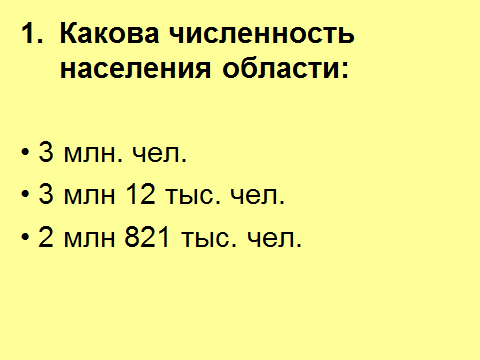 1. Какова численность
населения области:
• 3 млн. чел.
• 3 млн 12 тыс. чел.
• 2 млн 821 тыс. чел.